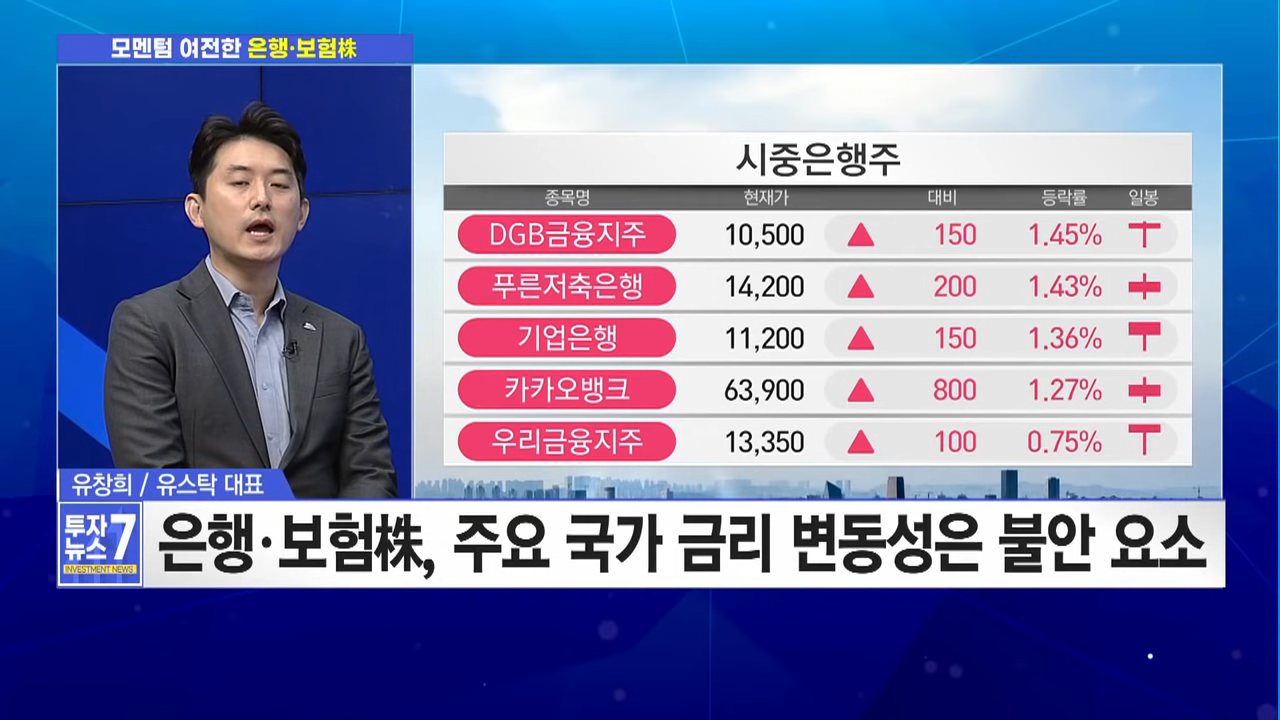 모멘텀 여전한 은행·보험株
시중은행주
종목명 현재가 대비 등락률 일봉
DGB금융지주 10,500 ▲ 150 1.45%
푸른저축은행 14,200 ▲ 200 1.43%
기업은행 11,200 ▲ 150 1.36%
카카오뱅크 63,900 ▲ 800 1.27%
우리금융지주 13,350 ▲ 100 0.75%
유창희 / 유스탁 대표
투자
뉴스 7
INVESTMENT NEWS
은행·보험株, 주요 국가 금리 변동성은 불안 요소